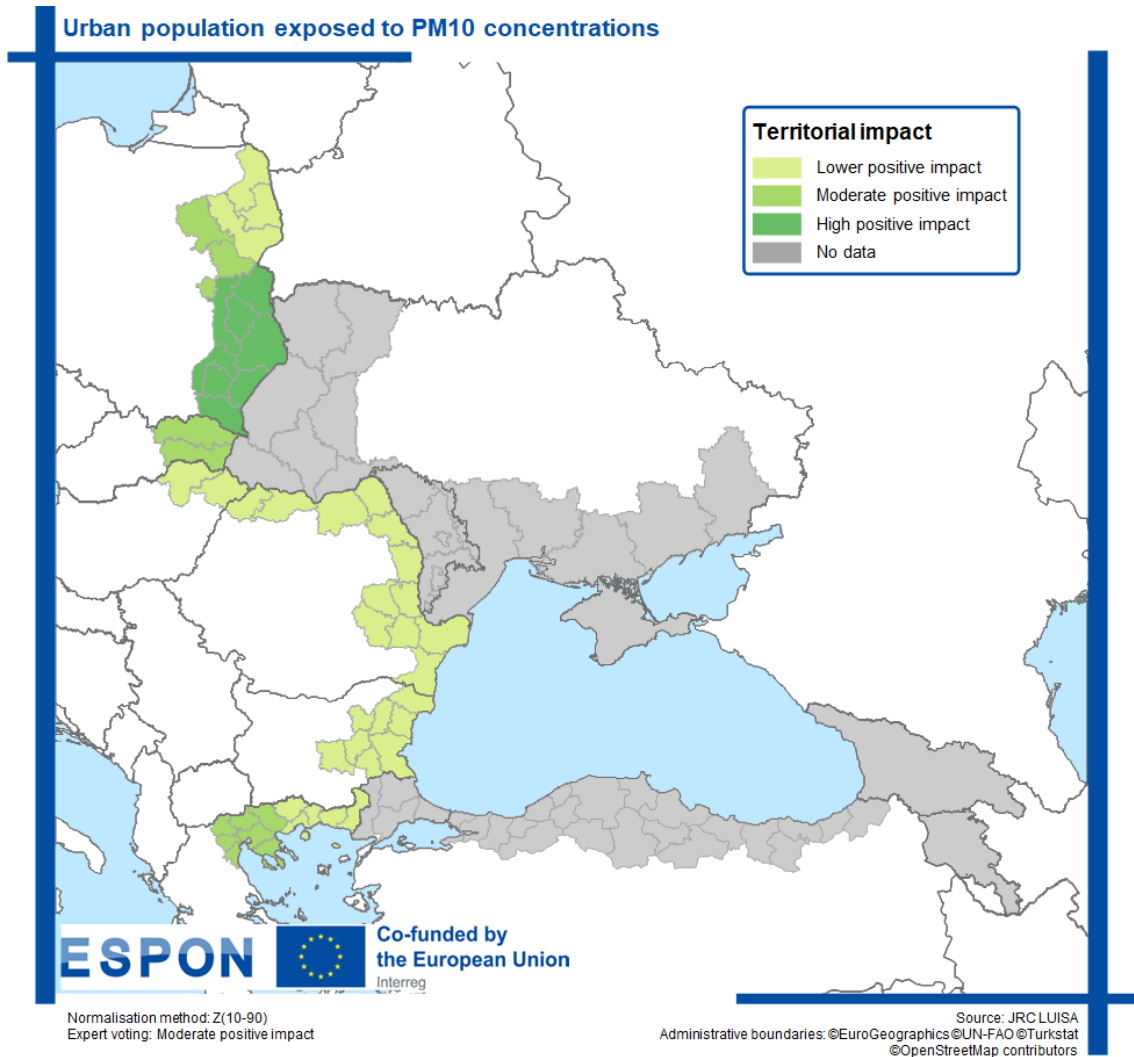 Urban population exposed to PM10 concentrations
Territorial impact
Lower positive impact
Moderate positive impact
High positive impact
No data
ESPON
Co-funded by
the European Union
Interreg
Normalisation method: Z(10-90)
Expert voting: Moderate positive impact
Source: JRC LUISA
Administrative boundaries: ©EuroGeographics ©UN-FAO ©Turkstat
©OpenStreetMap contributors